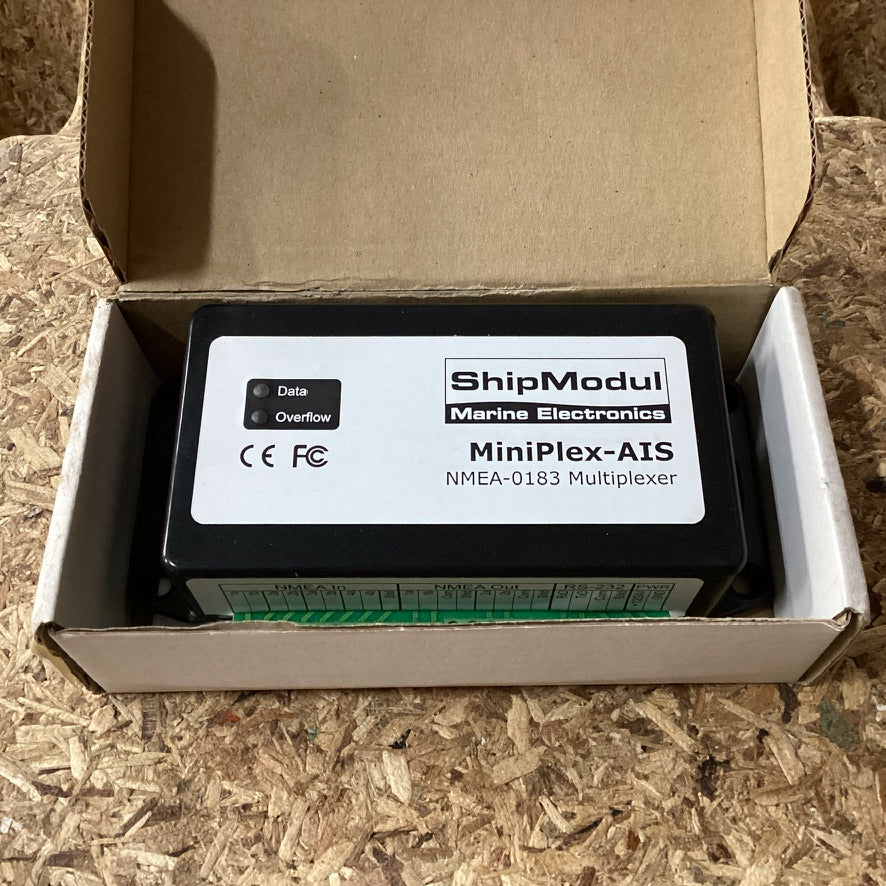 Data
Overflow
CE FC
ShipModul
Marine Electronics
MiniPlex-AIS
NMEA-0183 Multiplexer
NMEA In NMEA Out RS-232 PWR